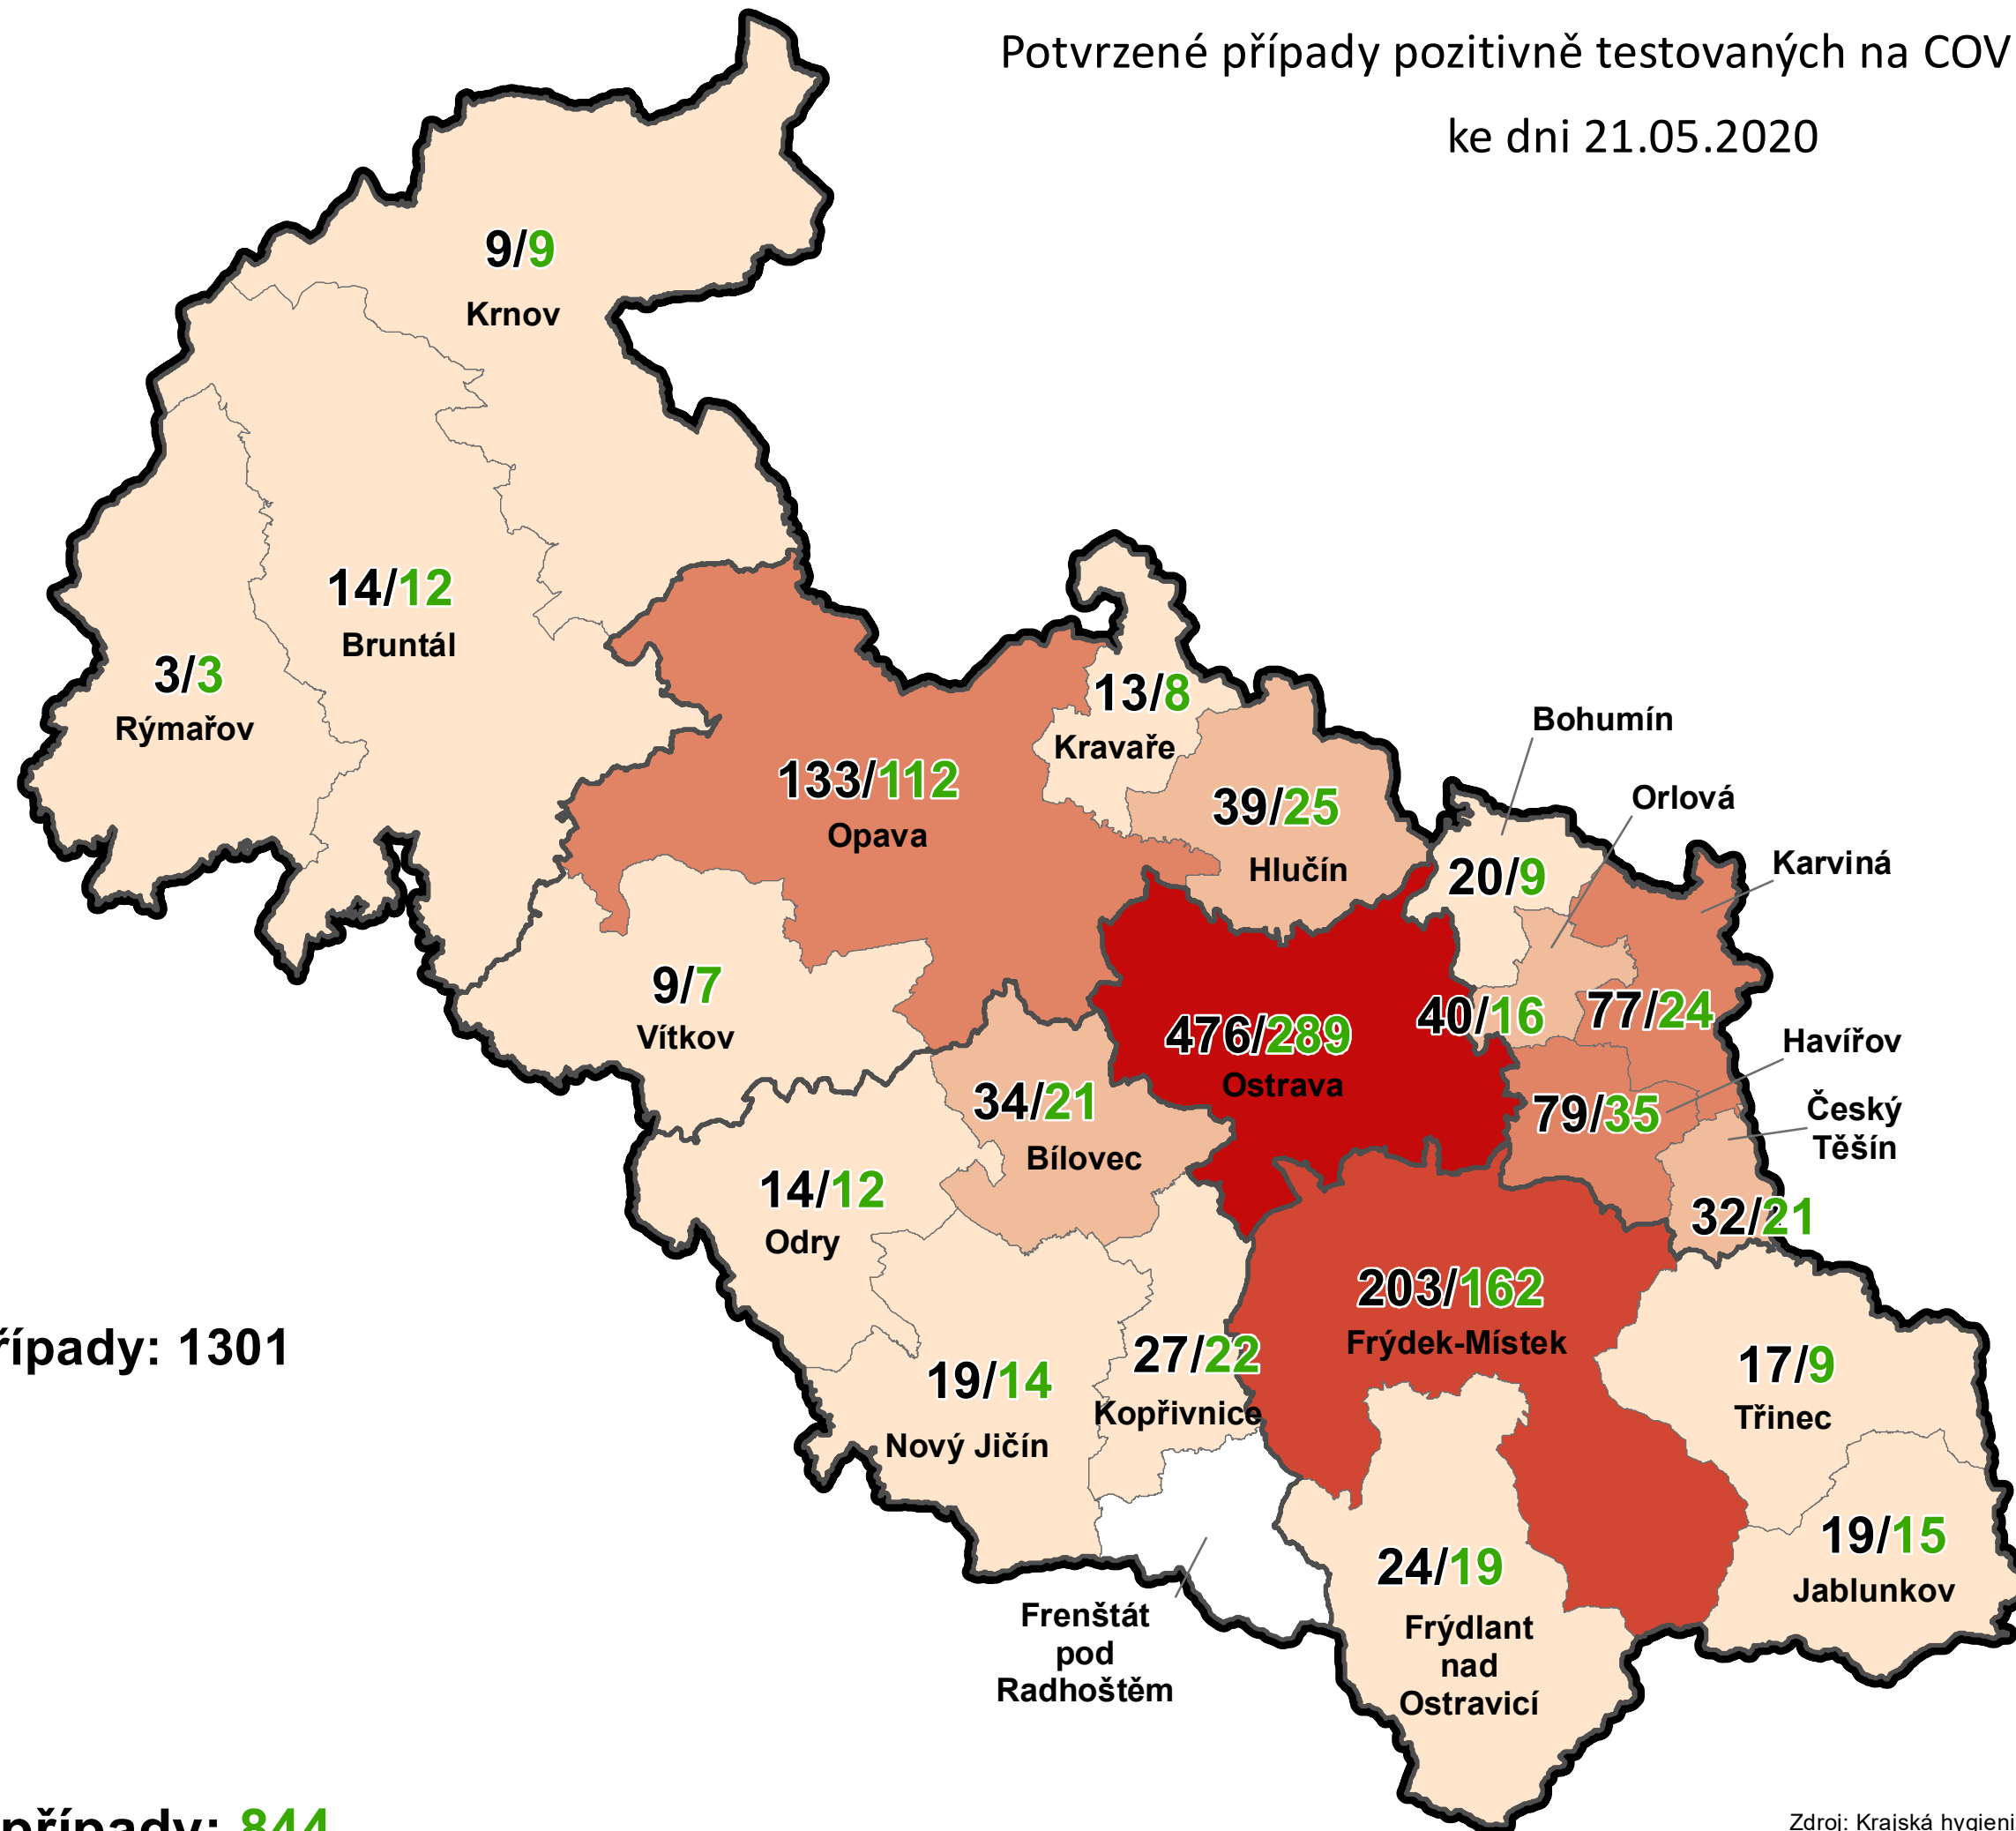 Potvrzené případy pozitivně testovaných na COV
ke dni 21.05.2020
9/9
Krnov
14/12
Bruntál
3/3
Rýmařov
13/8
Kravaře
133/112
Opava
39/25
Hlučín
Bohumín
20/9
Orlová
40/16
Karviná
77/24
9/7
Vítkov
476/289
Ostrava
Havířov
79/35
Český
Těšín
32/21
34/21
Bílovec
14/12
Odry
203/162
Frýdek-Místek
řípady: 1301
27/22
Kopřivnice
19/14
Nový Jičín
17/9
Třinec
19/15
Jablunkov
24/19
Frýdlant
nad
Ostravicí
Frenštát
pod
Radhoštěm
případy: 844
Zdroj: Krajská hygieni